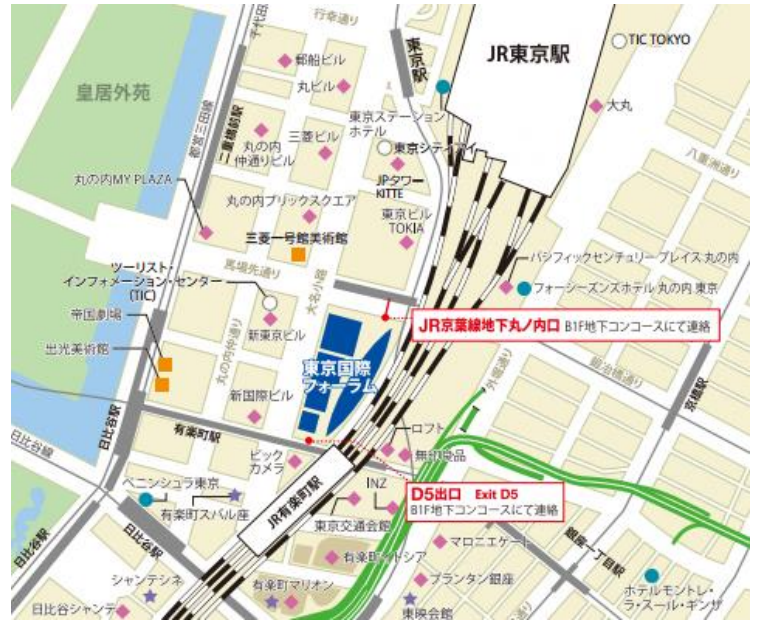 行幸通り
千代田線
郵船ビル
丸ビル
東京駅
JR東京駅
TIC TOKYO
皇居外苑
大丸
都営三田線
二重橋前駅
丸の内
仲通りビル
三菱ビル
東京ステーション
ホテル
東京シティアイ
JPタワー
KITTE
八重洲通り
丸の内MY PLAZA
丸の内ブリックスクエア
三菱一号館美術館
東京ビル
TOKIA
馬場先通り
大名小路
パシフィックセンチュリー プレイス 丸の内
フォーシーズンズホテル 丸の内 東京
ツーリスト・
インフォメーション・センター
(TIC)
帝国劇場
出光美術館
新東京ビル
丸の内仲通り
新国際ビル
東京国際
フォーラム
JR京葉線地下丸ノ内口 B1F地下コンコースにて連絡
外堀通り
鍛冶橋通り
京橋駅
日比谷駅
日比谷線
有楽町駅
ビック
カメラ
ロフト
無印良品
D5出口 Exit D5
B1F地下コンコースにて連絡
ペニンシュラ東京
有楽町スバル座
JR有楽町駅
INZ
東京交通会館
日比谷駅
日比谷駅
有楽町イトシア
マロニエゲート
銀座一丁目駅
シャンテシネ
有楽町マリオン
プランタン銀座
ホテルモントレ・
ラ・スール・ギンザ
日比谷シャンテ
東映会館